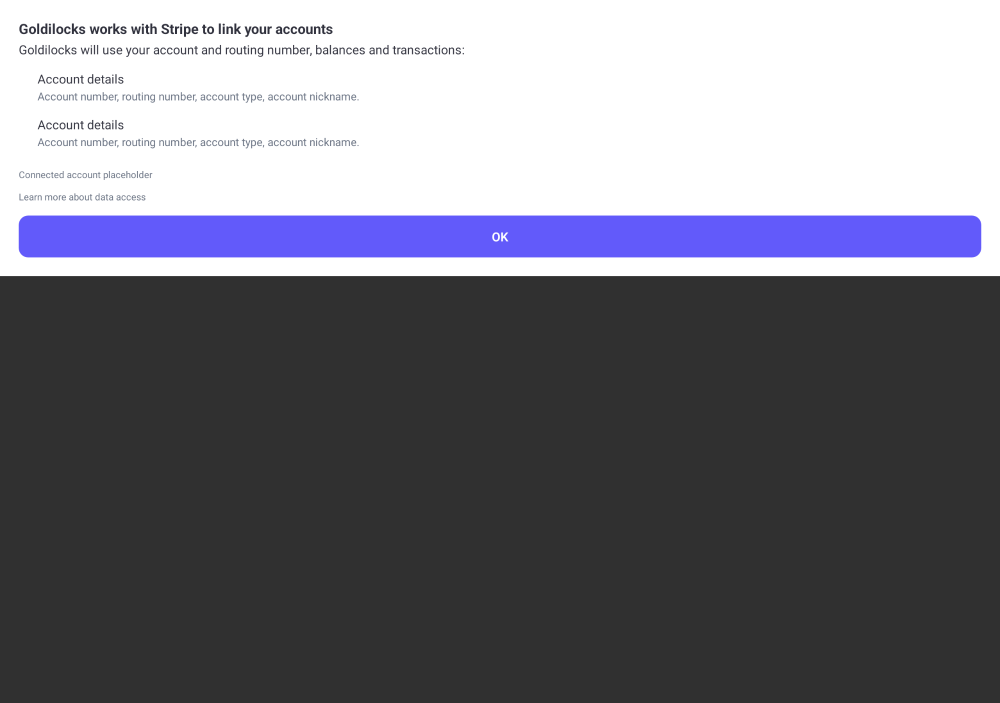 Goldilocks works with Stripe to link your accounts
Goldilocks will use your account and routing number, balances and transactions:
Account details
Account number, routing number, account type, account nickname.
Account details
Account number, routing number, account type, account nickname.
Connected account placeholder
Learn more about data access
OK